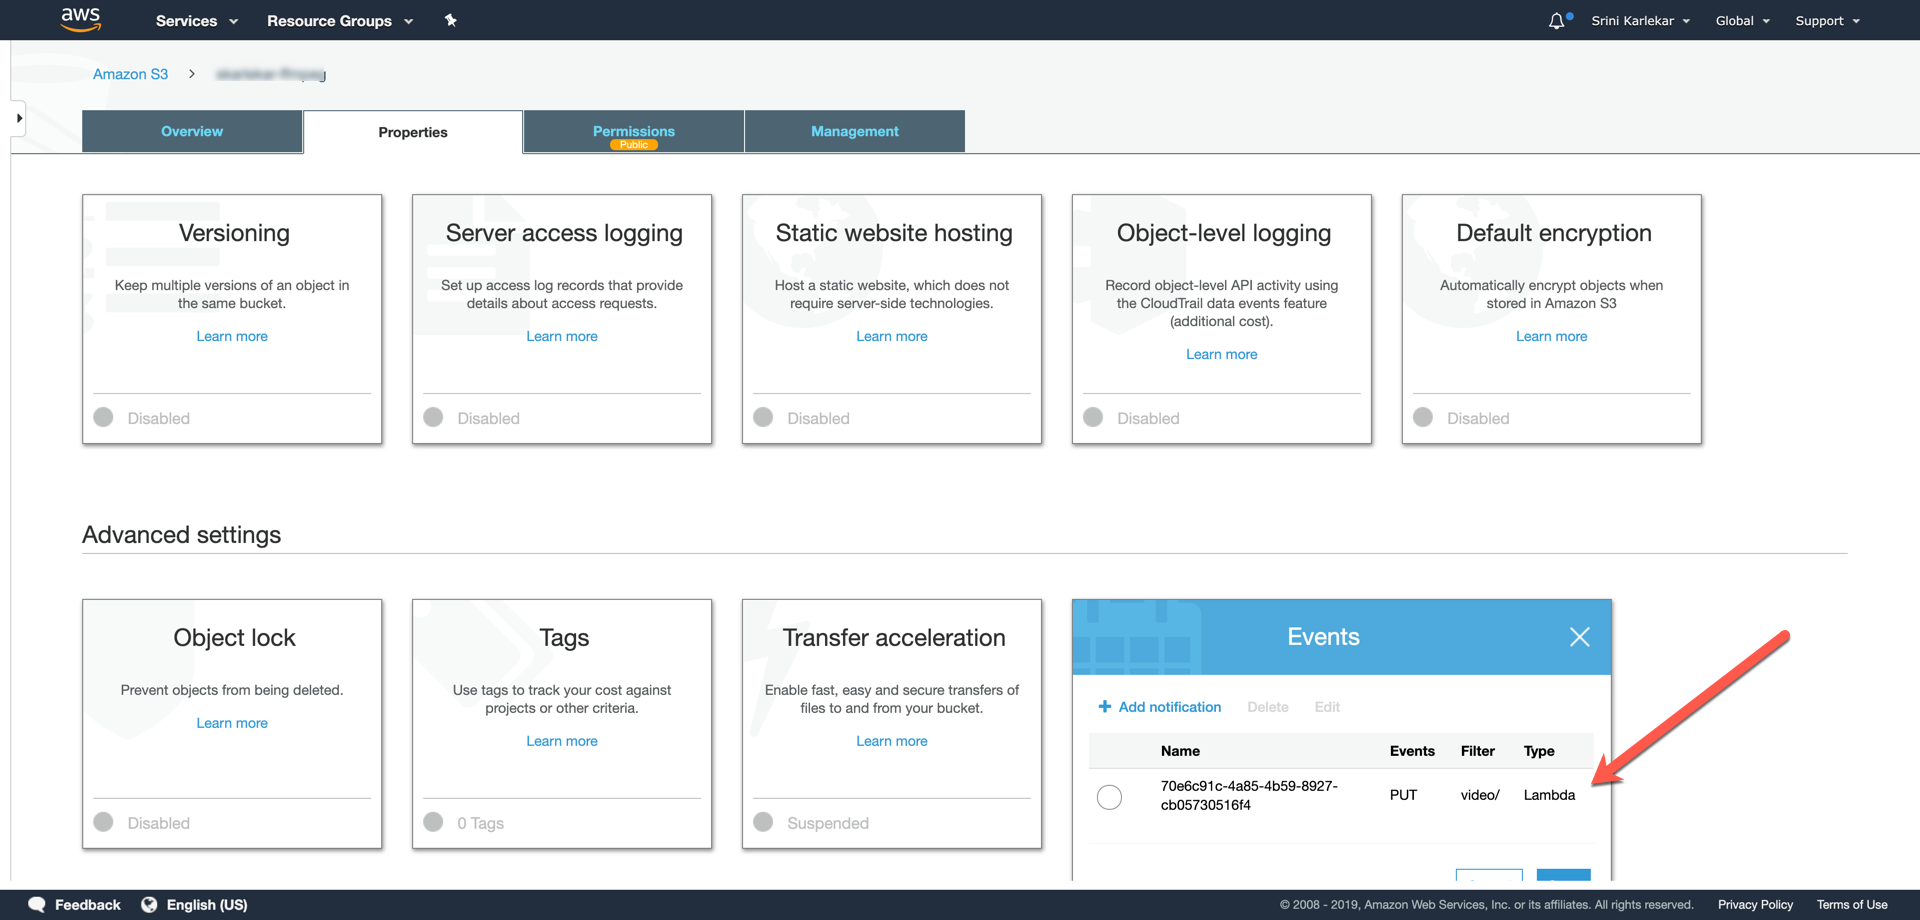 aws Services Resource Groups Srini Karlekar Global Support
Amazon S3 >
Overview Properties Permissions Management
Public
Versioning
Keep multiple versions of an object in
the same bucket.
Learn more
Disabled
Server access logging
Set up access log records that provide
details about access requests.
Learn more
Disabled
Static website hosting
Host a static website, which does not
require server-side technologies.
Learn more
Disabled
Object-level logging
Record object-level API activity using
the CloudTrail data events feature
(additional cost).
Learn more
Disabled
Default encryption
Automatically encrypt objects when
stored in Amazon S3
Learn more
Disabled
Advanced settings
Object lock
Prevent objects from being deleted.
Learn more
Disabled
Tags
Use tags to track your cost against
projects or other criteria.
Learn more
0 Tags
Transfer acceleration
Enable fast, easy and secure transfers of
files to and from your bucket.
Learn more
Suspended
Events
+ Add notification Delete Edit
Name Events Filter Type
70e6c91c-4a85-4b59-8927-
cb05730516f4 PUT video/ Lambda
Feedback English (US) © 2008 - 2019, Amazon Web Services, Inc. or its affiliates. All rights reserved. Privacy Policy Terms of Use